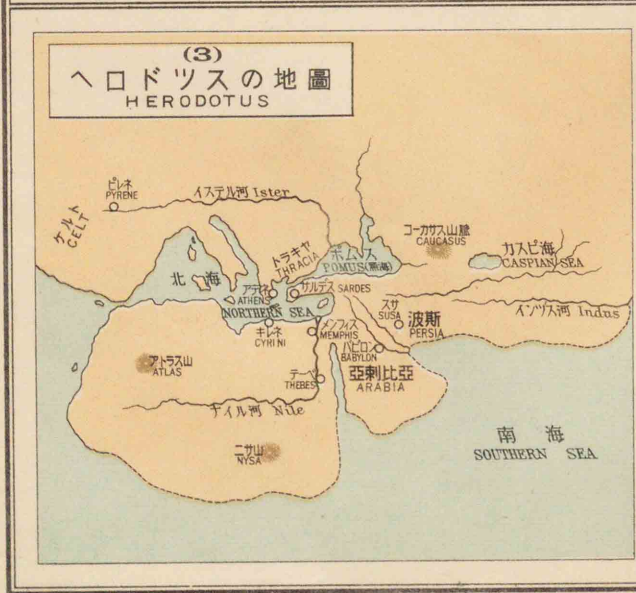 (3)
ヘロドツスの地圖
HERODOTUS
ピレネ
PYRENE
イステル河 Ister
ケルト
CELT
トラキヤ
THRACIA
ポムス
POMUS(黒海)
コーカサス山脈
CAUCASUS
カスピ海
CASPIAN SEA
北海
アテネ
ATHENS
サルデス SARDES
NORTHERN SEA
スサ
SUSA
波斯
PERSIA
インヅス河 Indus
キレネ
CYRINI
メンフィス
MEMPHIS
バビロン
BABYLON
アトラス山
ATLAS
テーベ
THEBES
亞剌比亞
ARABIA
ナイル河 Nile
ニサ山
NYSA
南海
SOUTHERN SEA